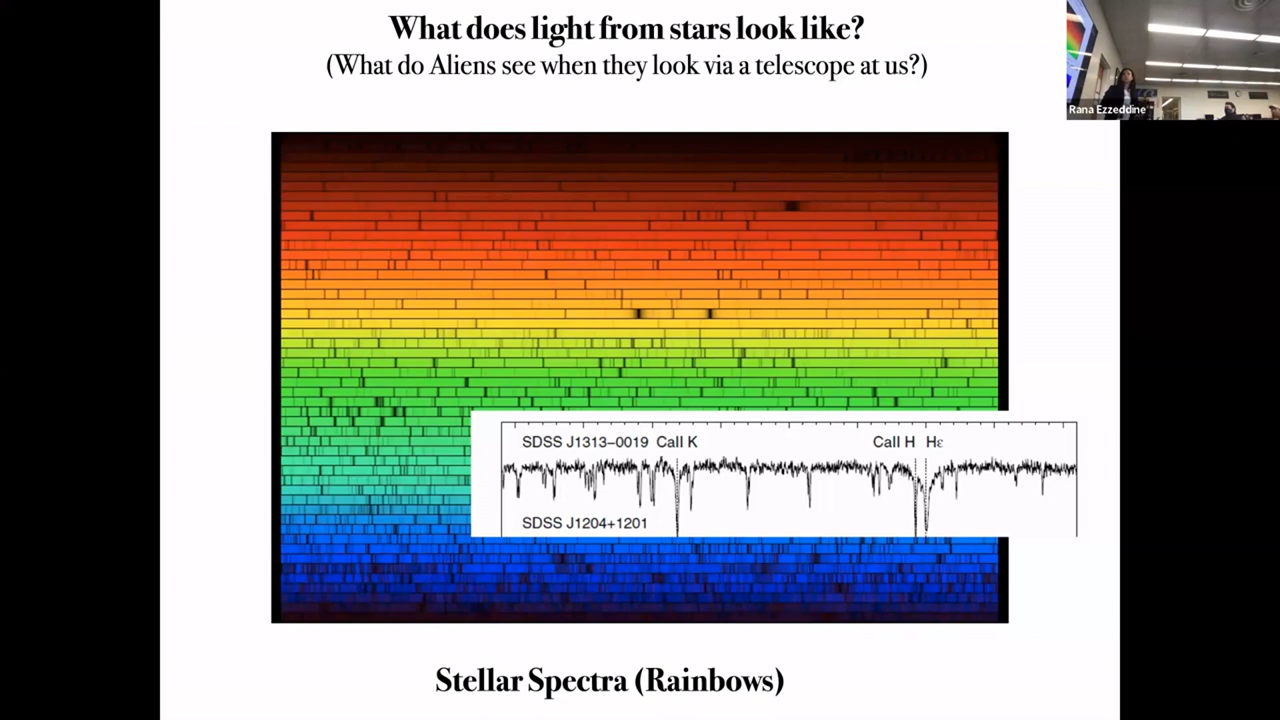 What does light from stars look like?
(What do Aliens see when they look via a telescope at us?)
Rana Ezzeddine
SDSS J1313−0019 CaII K CaII H Hε
SDSS J1204+1201
Stellar Spectra (Rainbows)